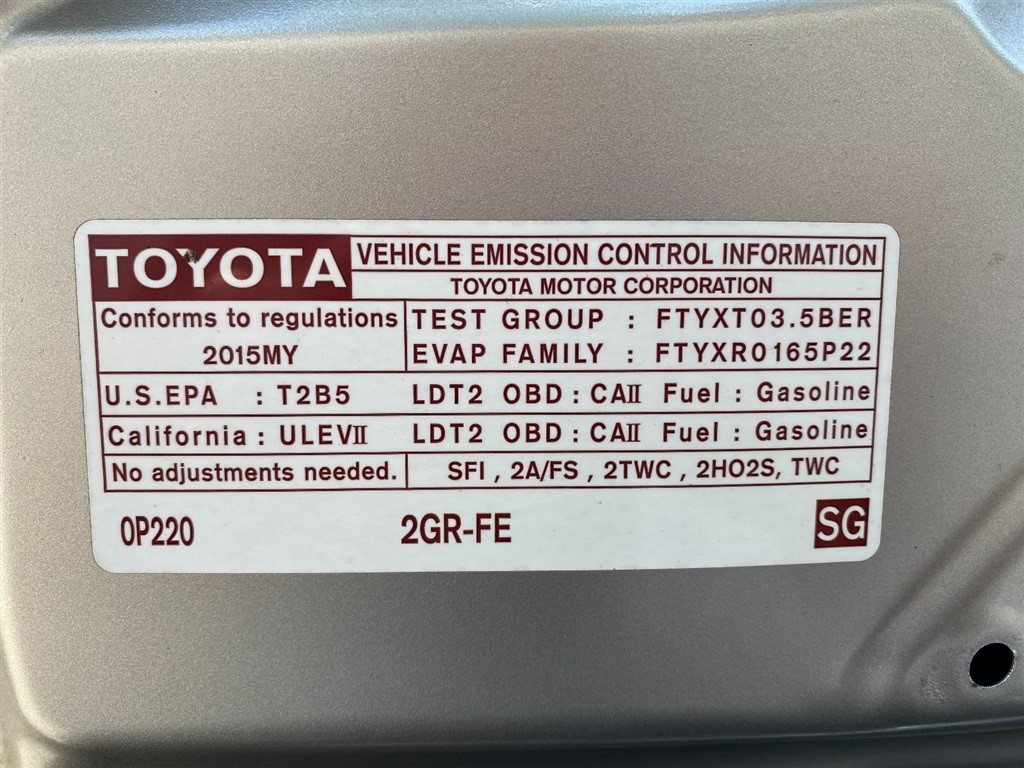 TOYOTA VEHICLE EMISSION CONTROL INFORMATION
TOYOTA MOTOR CORPORATION
Conforms to regulations TEST GROUP : FTYXT03.5BER
2015MY EVAP FAMILY : FTYXR0165P22
U.S.EPA : T2B5 LDT2 OBD : CAII Fuel : Gasoline
California : ULEVII LDT2 OBD : CAII Fuel : Gasoline
No adjustments needed. SFI , 2A/FS , 2TWC , 2HO2S, TWC
0P220 2GR-FE SG